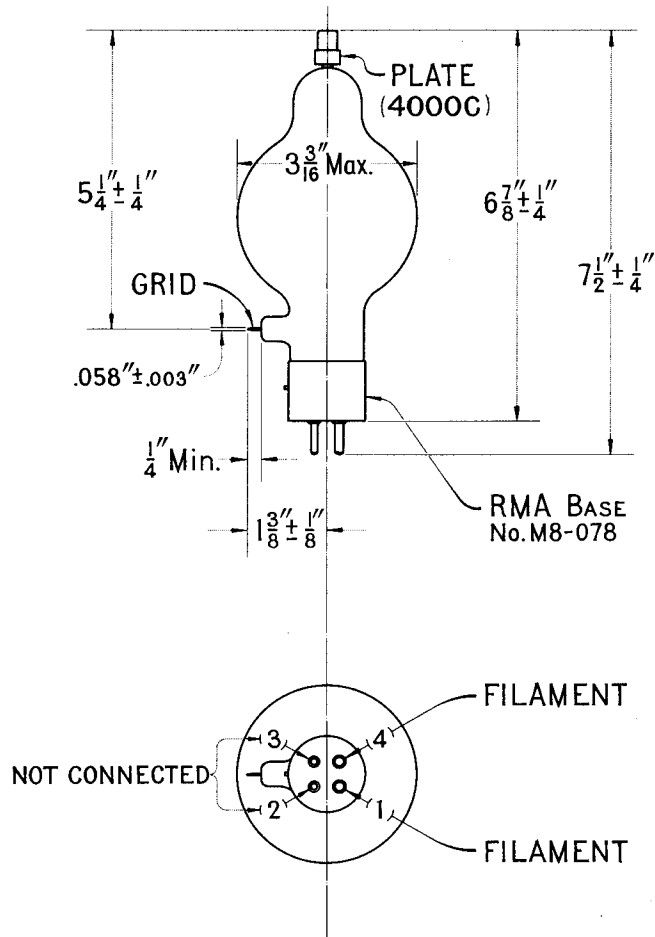 PLATE
(4000C)
3 3/16" Max.
5 1/4" ± 1/4"
6 7/8" ± 1/4"
7 1/2" ± 1/4"
GRID
.058" ± .003"
1/4" Min.
1 3/8" ± 1/8"
RMA BASE
No. M8-078
FILAMENT
3
4
NOT CONNECTED
2
1
FILAMENT